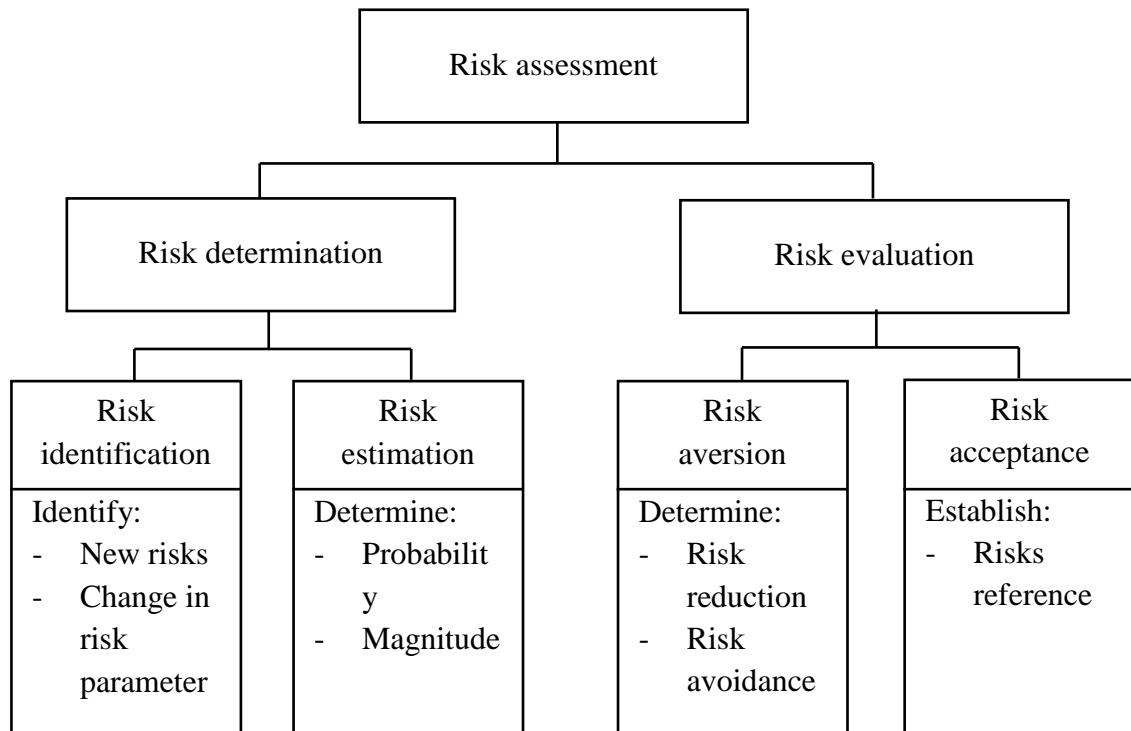 Risk assessment
Risk determination
Risk evaluation
Risk
identification
Identify:
- New risks
- Change in
risk
parameter
Risk
estimation
Determine:
- Probabilit
y
- Magnitude
Risk
aversion
Determine:
- Risk
reduction
- Risk
avoidance
Risk
acceptance
Establish:
- Risks
reference